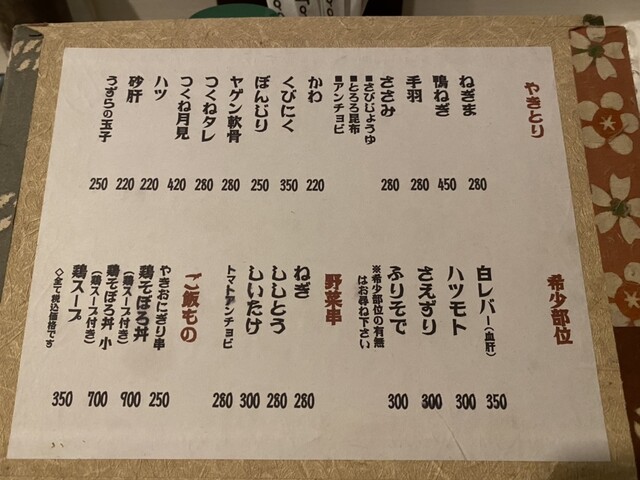 やきとり
ねぎま 280
鴨ねぎ 450
手羽 280
ささみ 280
■さびじょうゆ
■とろろ昆布
■アンチョビ
かわ 220
くびにく 350
ぼんじり 250
ヤゲン軟骨 280
つくねタレ 280
つくね月見 420
ハツ 220
砂肝 220
うずらの玉子 250
希少部位
白レバー(血肝) 350
ハツモト 300
さえずり 300
ふりそで 300
※希少部位の有無
はお尋ね下さい
野菜串
ねぎ 280
ししとう 280
しいたけ 300
トマトアンチョビ 280
ご飯もの
やきおにぎり串 250
鶏そぼろ丼 900
(鶏スープ付き)
鶏そぼろ丼 小 700
(鶏スープ付き)
鶏スープ 350
◇全て税込価格です